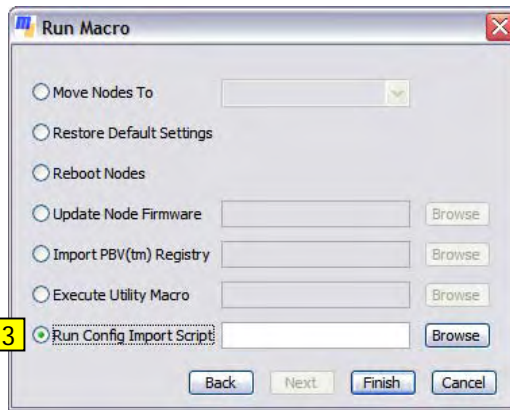 Run Macro
Move Nodes To
Restore Default Settings
Reboot Nodes
Update Node Firmware Browse
Import PBV(tm) Registry Browse
Execute Utility Macro Browse
3 Run Config Import Script Browse
Back Next Finish Cancel